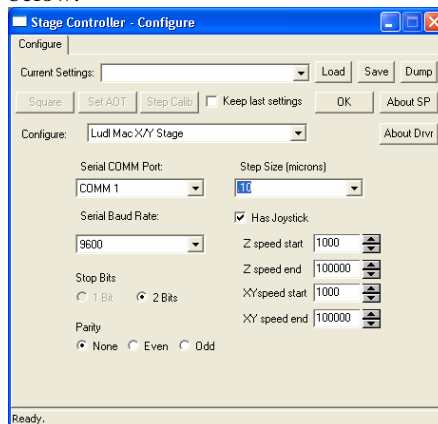 below.
Stage Controller - Configure
Configure
Current Settings: Load Save Dump
Square Set AOT Step Calib Keep last settings OK About SP
Configure: Ludl Mac X/Y Stage About Drvr
Serial COMM Port: Step Size (microns)
COMM 1 .10
Serial Baud Rate: Has Joystick
9600 Z speed start 1000
Z speed end 100000
Stop Bits
1 Bit 2 Bits XYspeed start 1000
XY speed end 100000
Parity
None Even Odd
Ready.